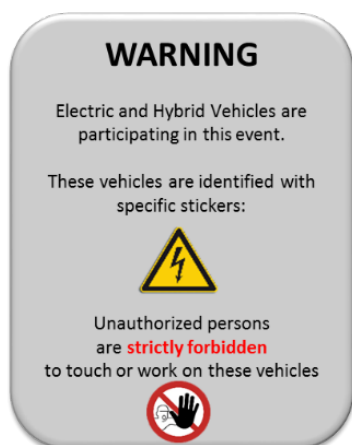 WARNING
Electric and Hybrid Vehicles are
participating in this event.
These vehicles are identified with
specific stickers:
Unauthorized persons
are strictly forbidden
to touch or work on these vehicles